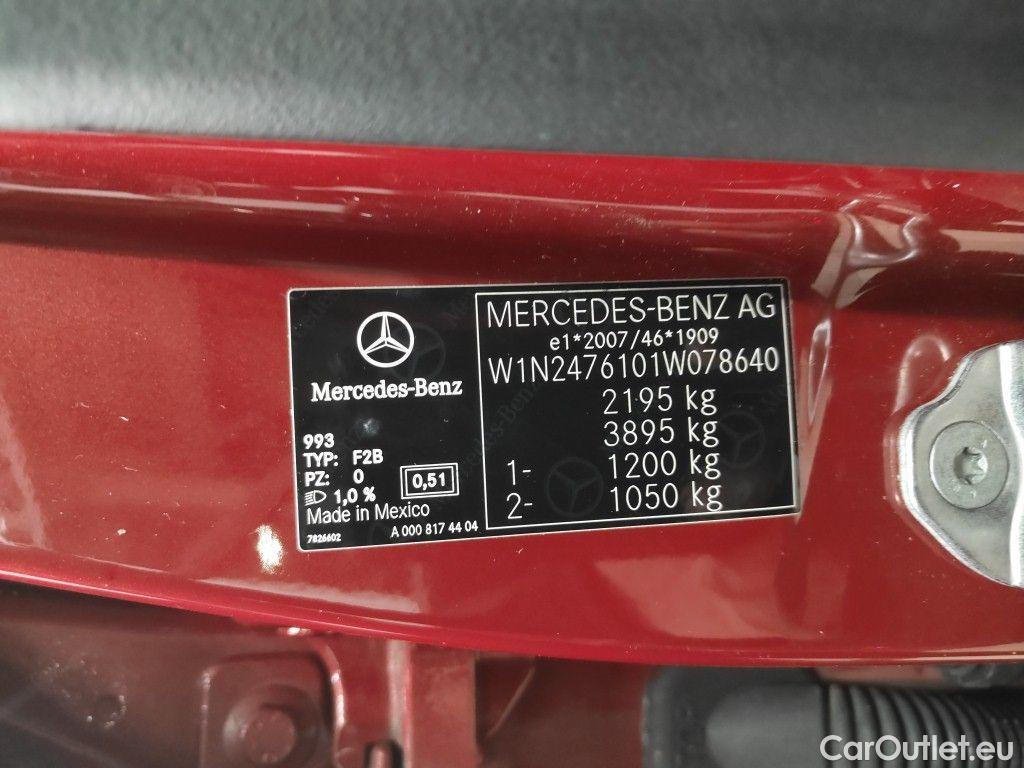 Mercedes-Benz
993
TYP: F2B
PZ: 0
1,0 %
0,51
Made in Mexico
7826602
A 000 817 44 04
MERCEDES-BENZ AG
e1*2007/46*1909
W1N2476101W078640
2195 kg
3895 kg
1- 1200 kg
2- 1050 kg
CarOutlet.eu